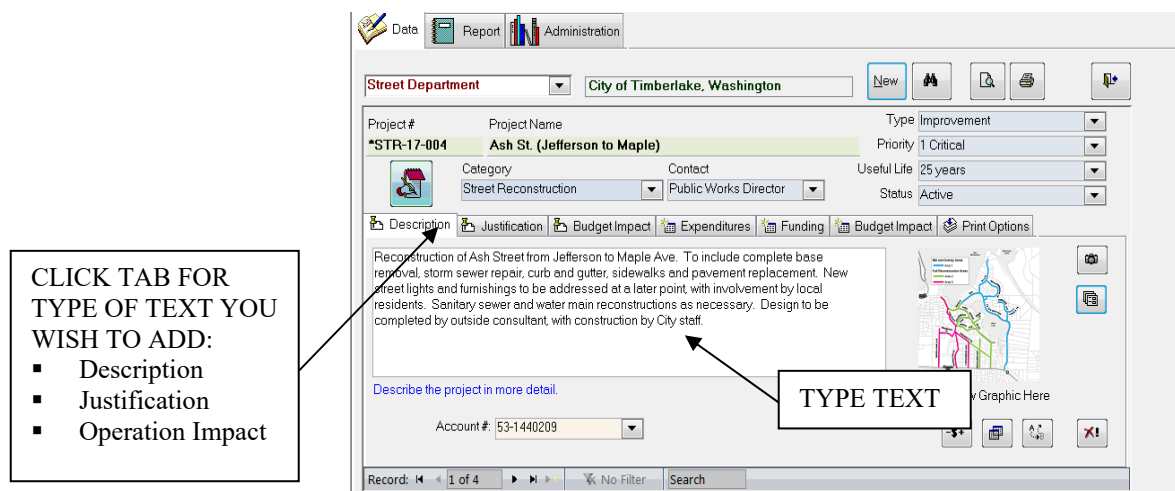 Data Report Administration
Street Department City of Timberlake, Washington New
Project # Project Name Type Improvement
*STR-17-004 Ash St. (Jefferson to Maple) Priority 1 Critical
Category Contact Useful Life 25 years
Street Reconstruction Public Works Director Status Active
Description Justification Budget Impact Expenditures Funding Budget Impact Print Options
Reconstruction of Ash Street from Jefferson to Maple Ave. To include complete base
removal, storm sewer repair, curb and gutter, sidewalks and pavement replacement. New
street lights and furnishings to be addressed at a later point, with involvement by local
residents. Sanitary sewer and water main reconstructions as necessary. Design to be
completed by outside consultant, with construction by City staff.
CLICK TAB FOR
TYPE OF TEXT YOU
WISH TO ADD:
▪ Description
▪ Justification
▪ Operation Impact
TYPE TEXT
Describe the project in more detail.
Graphic Here
Account #: 53-1440209
-$+
Record: 1 of 4 No Filter Search